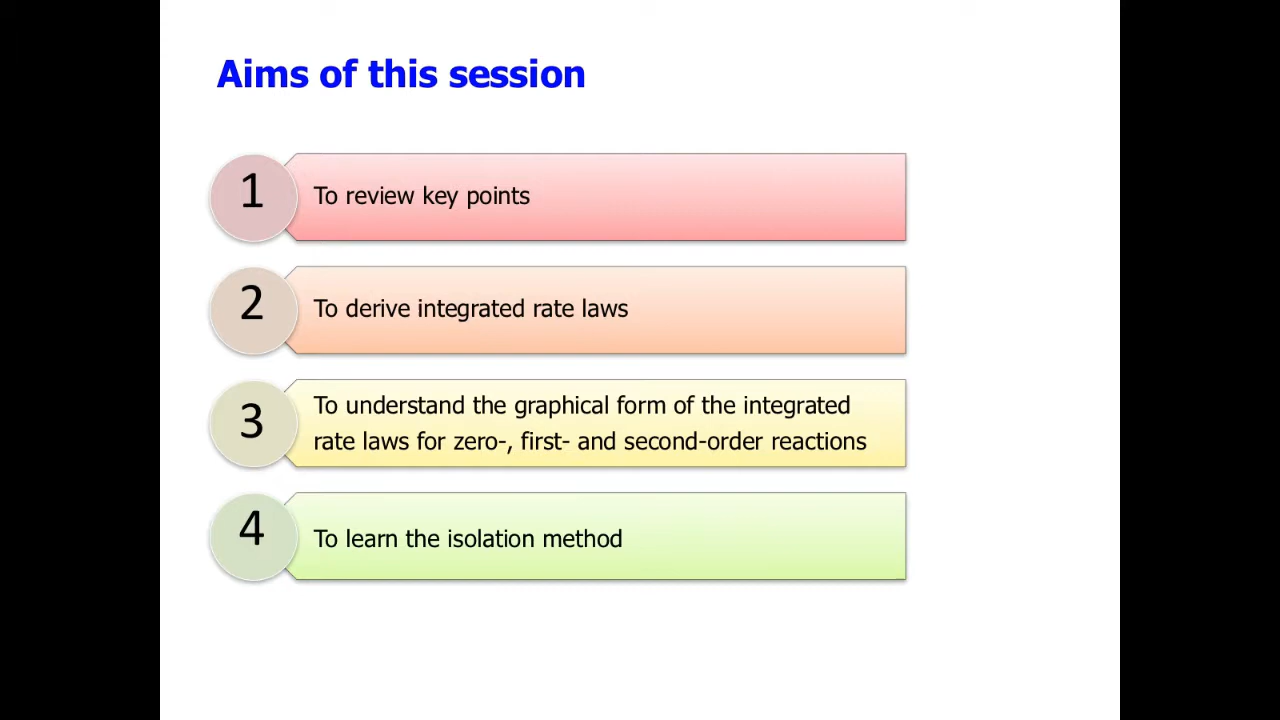 Aims of this session
1
To review key points
2
To derive integrated rate laws
3
To understand the graphical form of the integrated
rate laws for zero-, first- and second-order reactions
4
To learn the isolation method